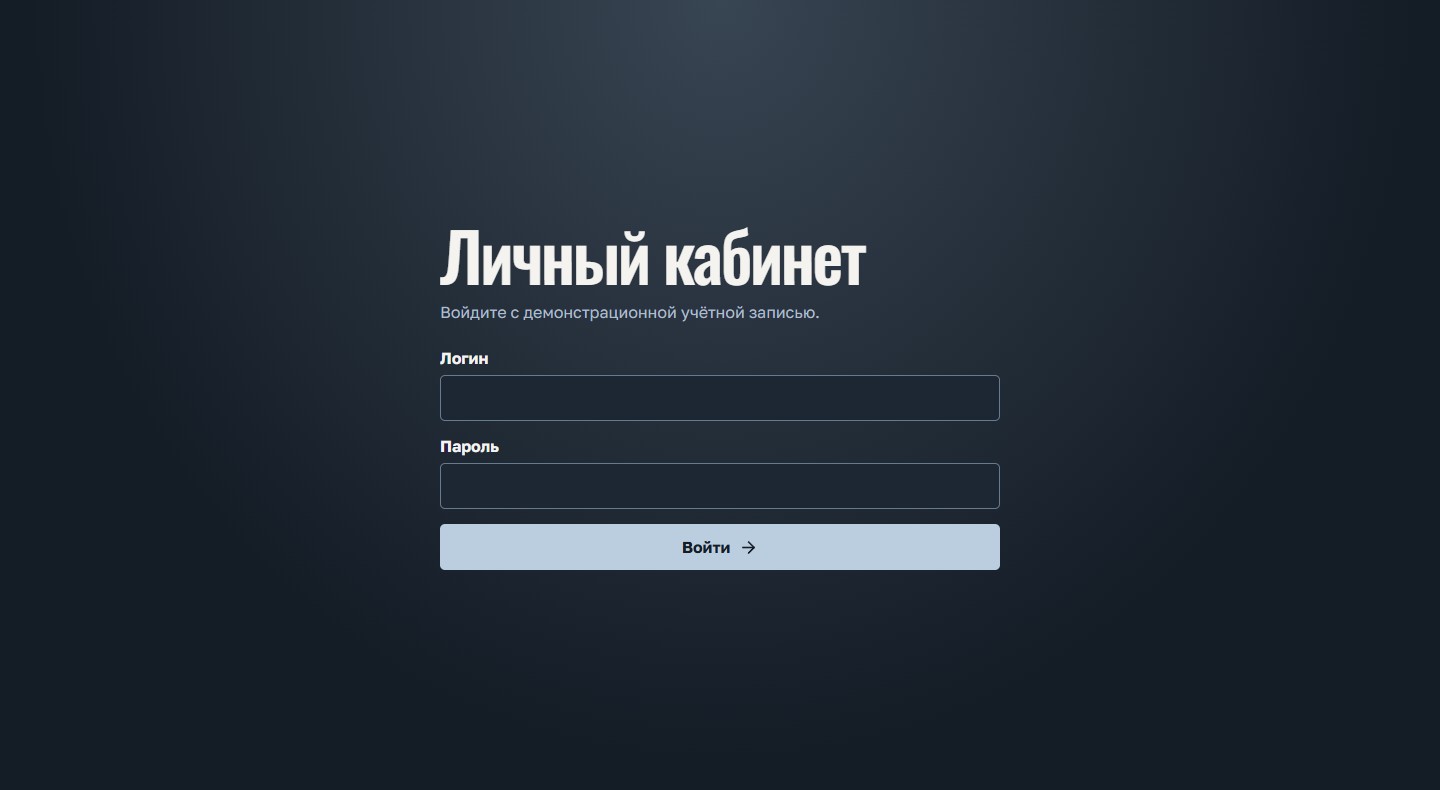 Личный кабинет
Войдите с демонстрационной учётной записью.
Логин
Пароль
Войти →